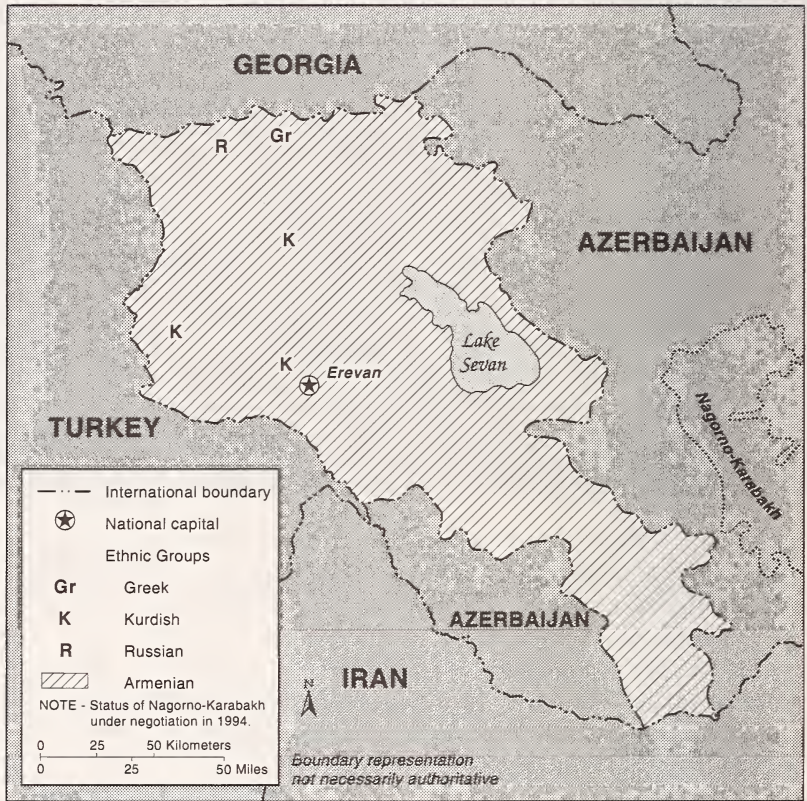 GEORGIA
R
Gr
K
AZERBAIJAN
Lake
Sevan
K
K
Erevan
TURKEY
Nagorno-Karabakh
International boundary
National capital
Ethnic Groups
Gr Greek
K Kurdish
R Russian
Armenian
NOTE - Status of Nagorno-Karabakh
under negotiation in 1994.
0 25 50 Kilometers
0 25 50 Miles
AZERBAIJAN
IRAN
N
Boundary representation
not necessarily authoritative